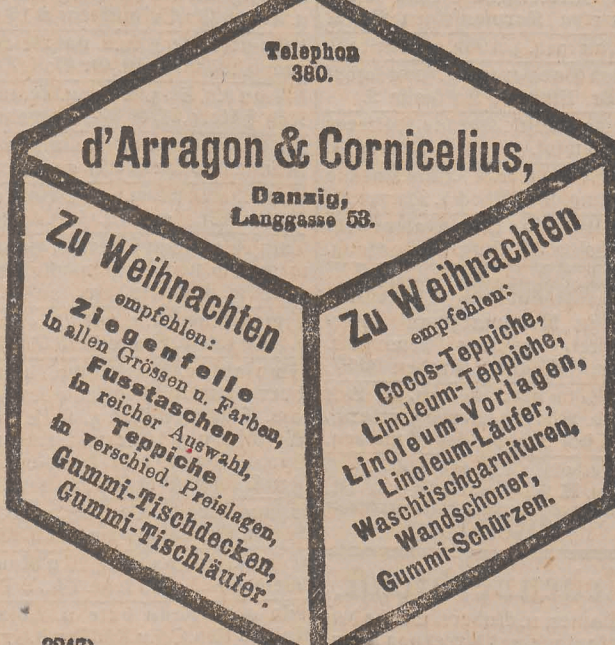 Telephon
380.
d'Arragon & Cornicelius,
Danzig,
Langgasse 53.
Zu Weihnachten
empfehlen:
Ziegenfelle
in allen Grössen u. Farben,
Fusstaschen
in reicher Auswahl,
Teppiche
in verschied. Preislagen,
Gummi-Tischdecken,
Gummi-Tischläufer.
Zu Weihnachten
empfehlen:
Cocos-Teppiche,
Linoleum-Teppiche,
Linoleum-Vorlagen,
Linoleum-Läufer,
Waschtischgarnituren,
Wandschoner,
Gummi-Schürzen.